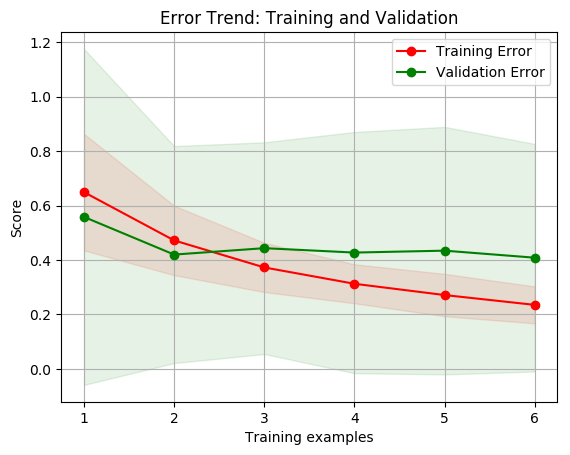 Error Trend: Training and Validation
1.2
1.0
0.8
0.6
0.4
0.2
0.0
Score
Training Error
Validation Error
1 2 3 4 5 6
Training examples